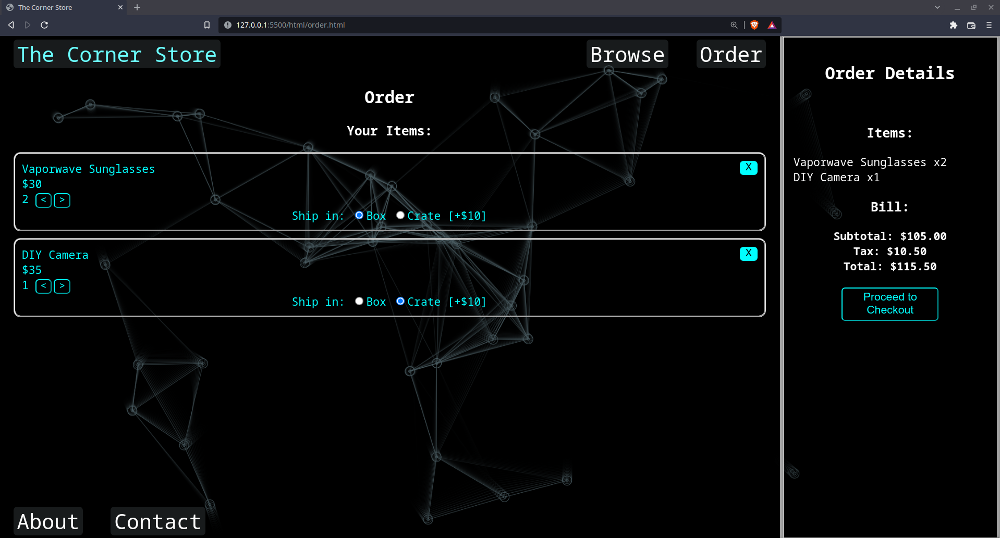 The Corner Store
127.0.0.1:5500/html/order.html
The Corner Store
Browse
Order
Order
Your Items:
Vaporwave Sunglasses
X
$30
2 < >
Ship in: Box Crate [+$10]
DIY Camera
X
$35
1 < >
Ship in: Box Crate [+$10]
About
Contact
Order Details
Items:
Vaporwave Sunglasses x2
DIY Camera x1
Bill:
Subtotal: $105.00
Tax: $10.50
Total: $115.50
Proceed to
Checkout